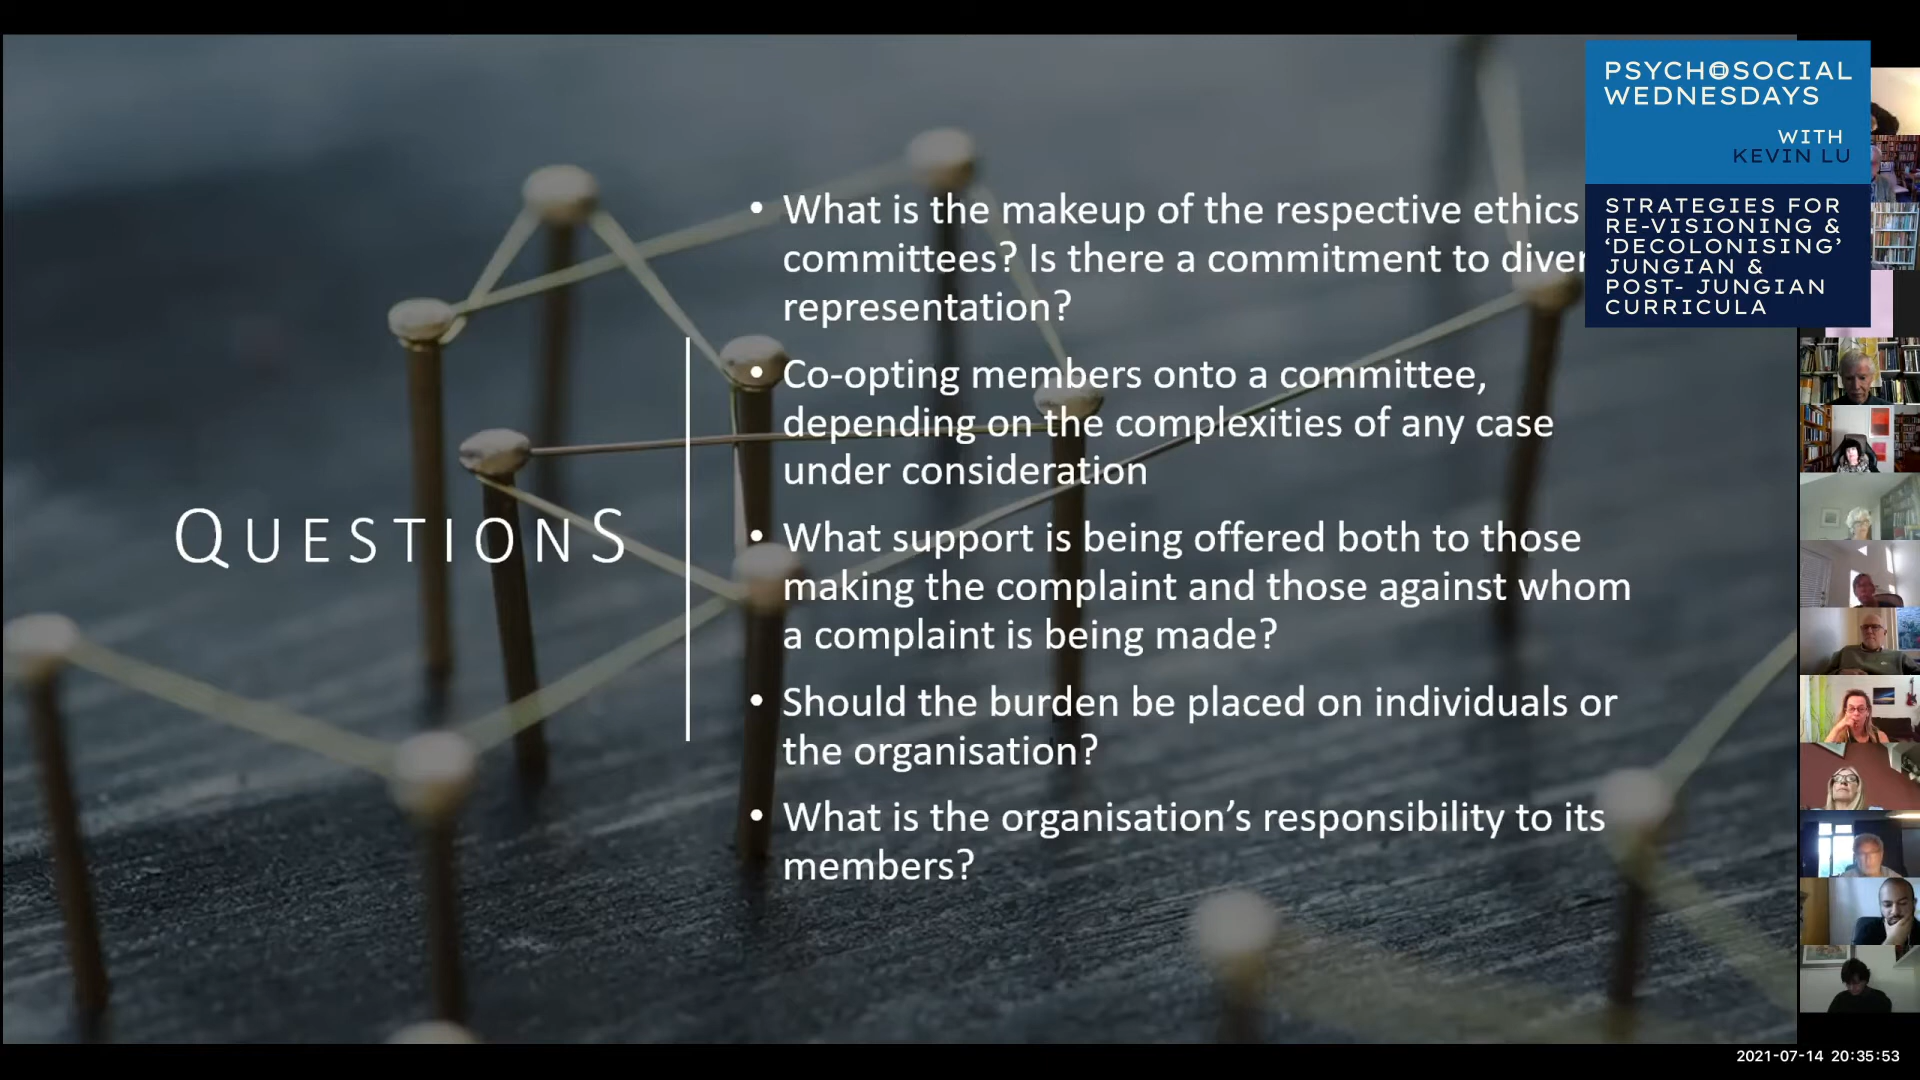 PSYCHOSOCIAL
WEDNESDAYS
WITH
KEVIN LU
STRATEGIES FOR
RE-VISIONING &
‘DECOLONISING’
JUNGIAN &
POST- JUNGIAN
CURRICULA
QUESTIONS
• What is the makeup of the respective ethics
committees? Is there a commitment to
representation?
• Co-opting members onto a committee,
depending on the complexities of any case
under consideration
• What support is being offered both to those
making the complaint and those against whom
a complaint is being made?
• Should the burden be placed on individuals or
the organisation?
• What is the organisation’s responsibility to its
members?
2021-07-14 20:35:53